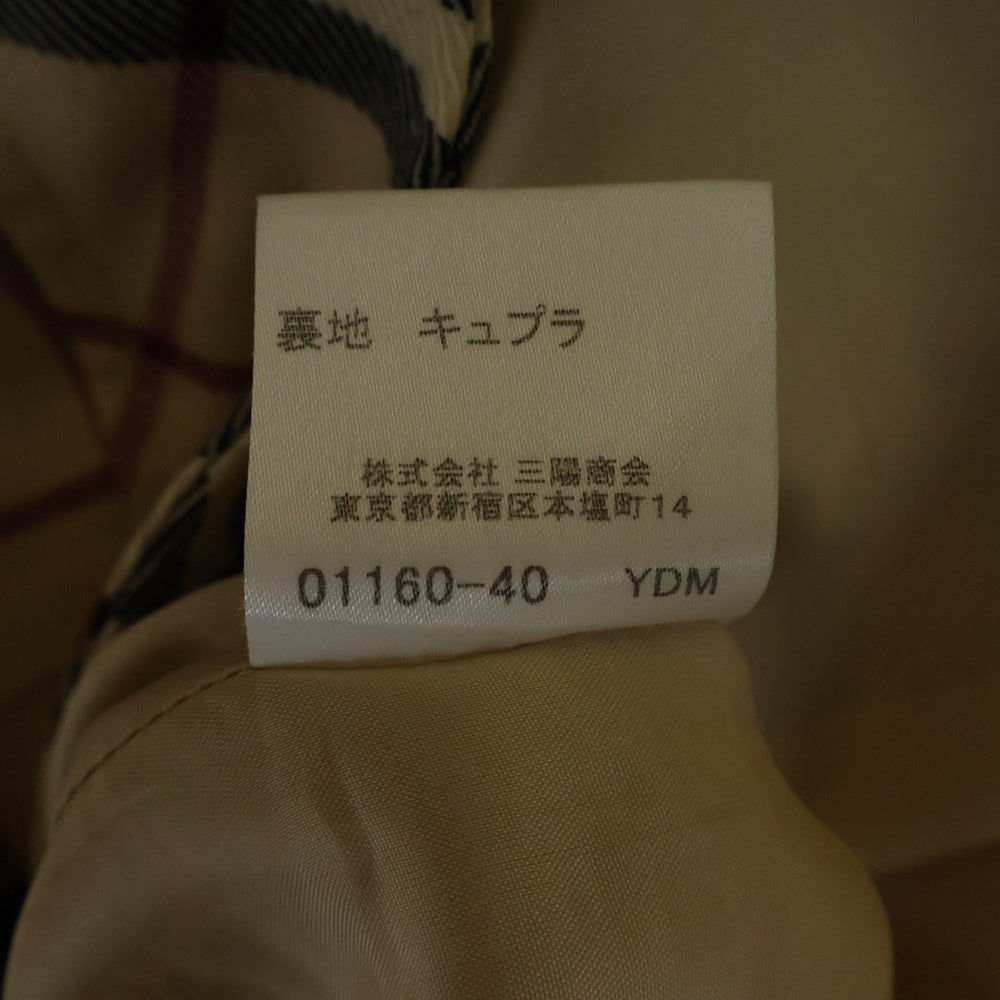 裏地　キュプラ
株式会社 三陽商会
東京都新宿区本塩町14
01160-40 YDM